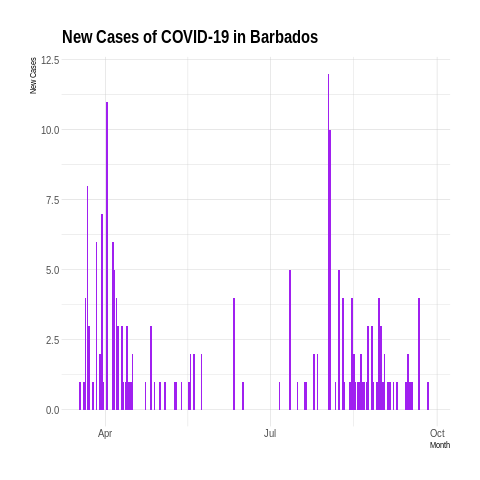 New Cases of COVID-19 in Barbados
New Cases
12.5
10.0
7.5
5.0
2.5
0.0
Apr
Jul
Oct
Month